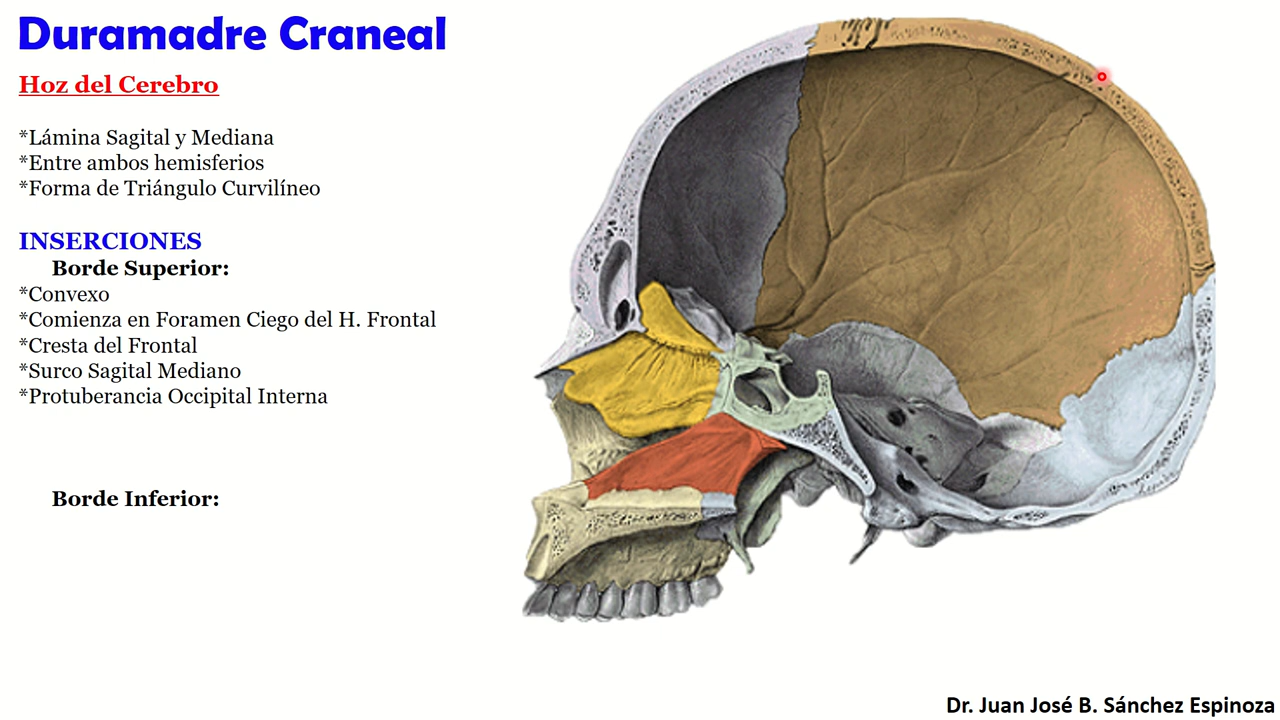 Duramadre Craneal
Hoz del Cerebro
*Lámina Sagital y Mediana
*Entre ambos hemisferios
*Forma de Triángulo Curvilíneo
INSERCIONES
Borde Superior:
*Convexo
*Comienza en Foramen Ciego del H. Frontal
*Cresta del Frontal
*Surco Sagital Mediano
*Protuberancia Occipital Interna
Borde Inferior:
Dr. Juan José B. Sánchez Espinoza